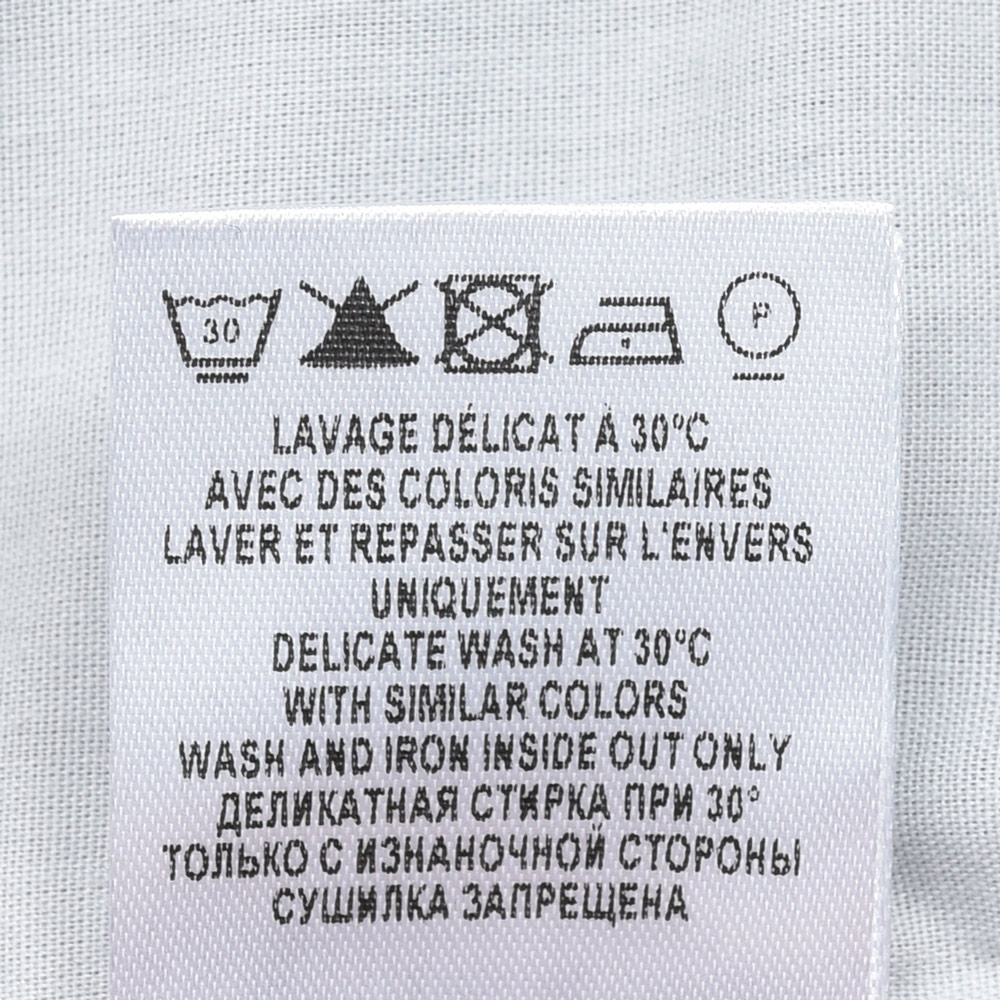 30 P
LAVAGE DÉLICAT À 30°C
AVEC DES COLORIS SIMILAIRES
LAVER ET REPASSER SUR L'ENVERS
UNIQUEMENT
DELICATE WASH AT 30°C
WITH SIMILAR COLORS
WASH AND IRON INSIDE OUT ONLY
ДЕЛИКАТНАЯ СТИРКА ПРИ 30°
ТОЛЬКО С ИЗНАНОЧНОЙ СТОРОНЫ
СУШИЛКА ЗАПРЕЩЕНА